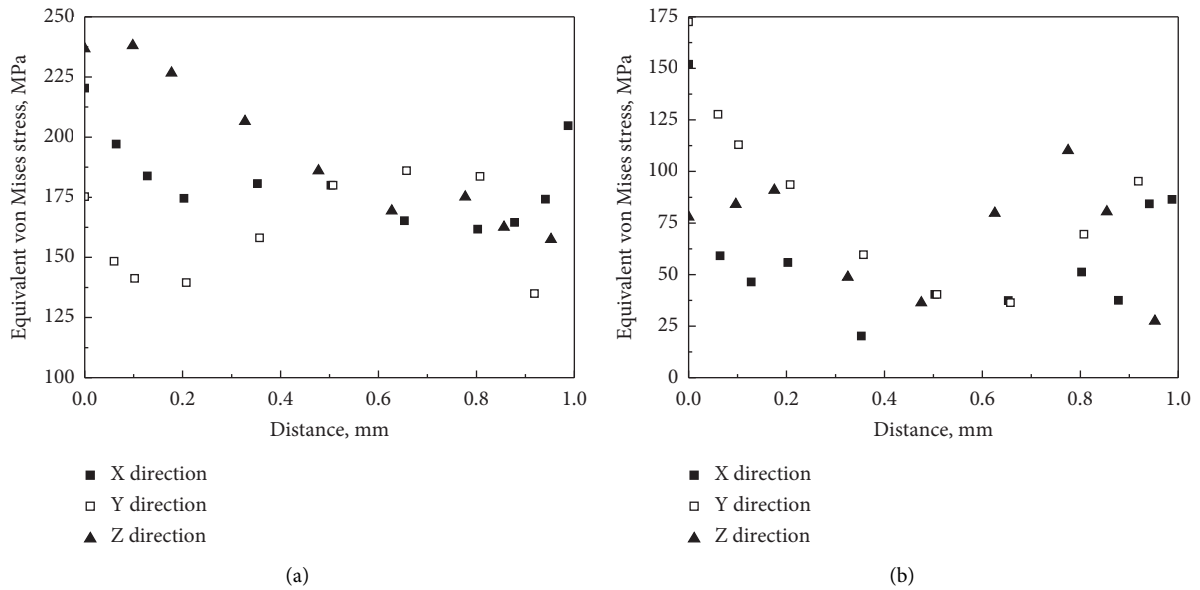 250
225
200
175
150
125
100
Equivalent von Mises stress, MPa
0.0 0.2 0.4 0.6 0.8 1.0
Distance, mm
X direction
Y direction
Z direction
(a)
175
150
125
100
75
50
25
0
Equivalent von Mises stress, MPa
0.0 0.2 0.4 0.6 0.8 1.0
Distance, mm
X direction
Y direction
Z direction
(b)